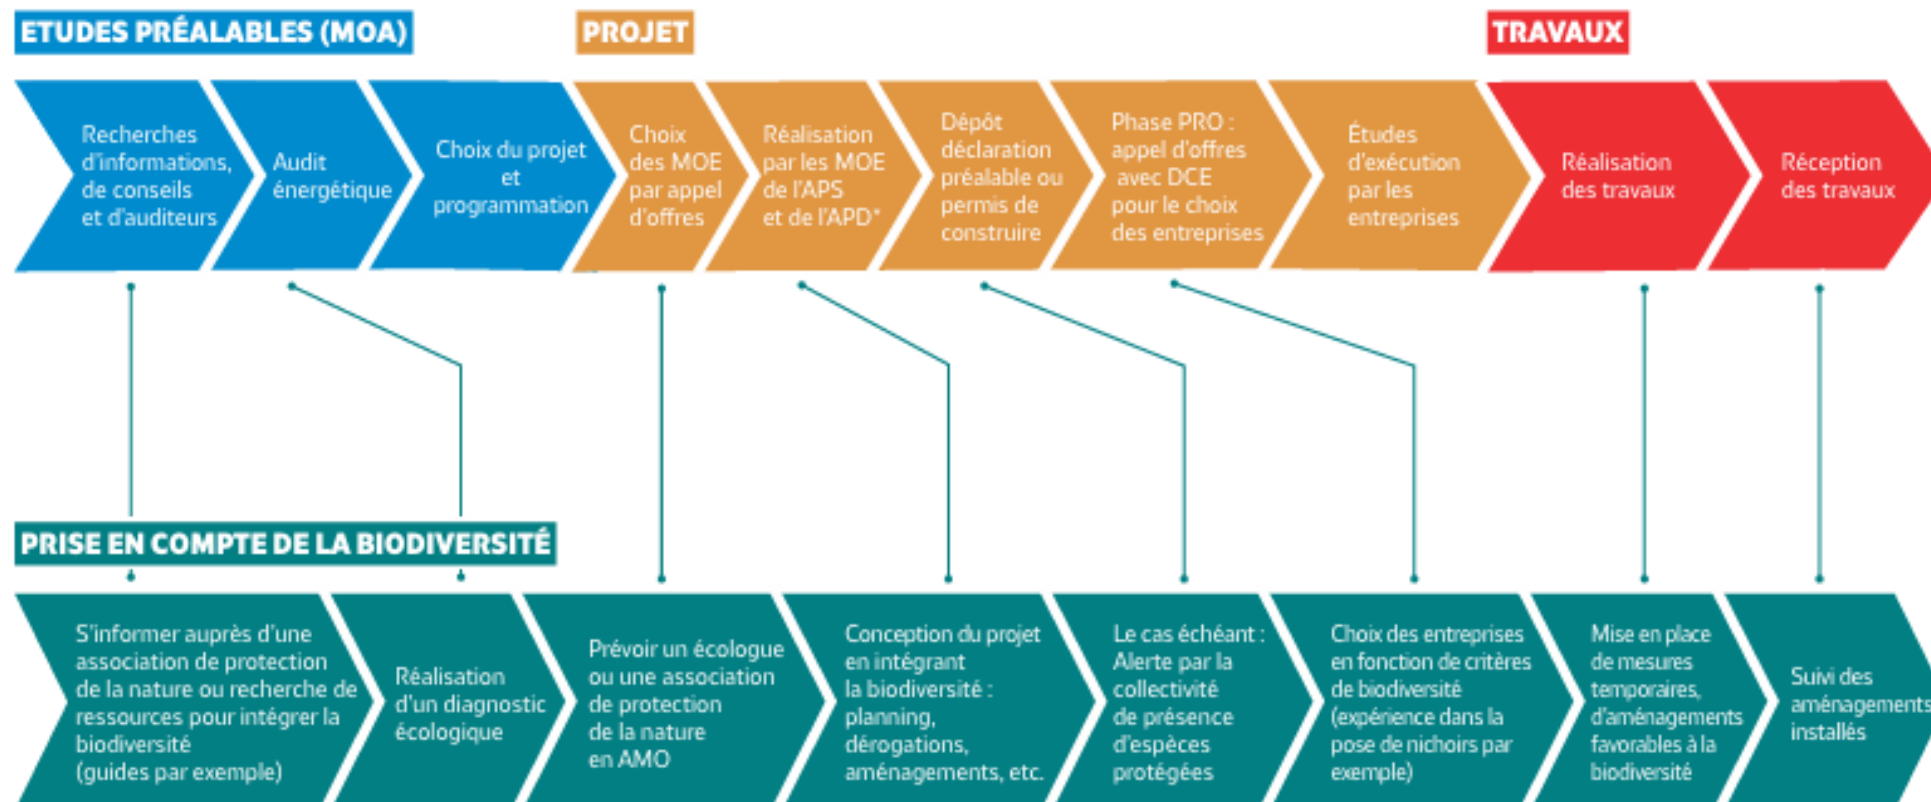 ETUDES PRÉALABLES (MOA)
PROJET
TRAVAUX
Recherches
d'informations,
de conseils
et d'auditeurs
Audit
énergétique
Choix du projet
et
programmation
Choix
des MOE
par appel
d'offres
Réalisation
par les MOE
de l'APS
et de l'APD*
Dépôt
déclaration
préalable ou
permis de
construire
Phase PRO :
appel d'offres
avec DCE
pour le choix
des entreprises
Études
d'exécution
par les
entreprises
Réalisation
des travaux
Réception
des travaux
PRISE EN COMPTE DE LA BIODIVERSITÉ
S'informer auprès d'une
association de protection
de la nature ou recherche de
ressources pour intégrer la
biodiversité
(guides par exemple)
Réalisation
d'un diagnostic
écologique
Prévoir un écologue
ou une association
de protection
de la nature
en AMO
Conception du projet
en intégrant
la biodiversité :
planning,
dérogations,
aménagements, etc.
Le cas échéant :
Alerte par la
collectivité
de présence
d'espèces
protégées
Choix des entreprises
en fonction de critères
de biodiversité
(expérience dans la
pose de nichoirs par
exemple)
Mise en place
de mesures
temporaires,
d'aménagements
favorables à la
biodiversité
Suivi des
aménagements
installés